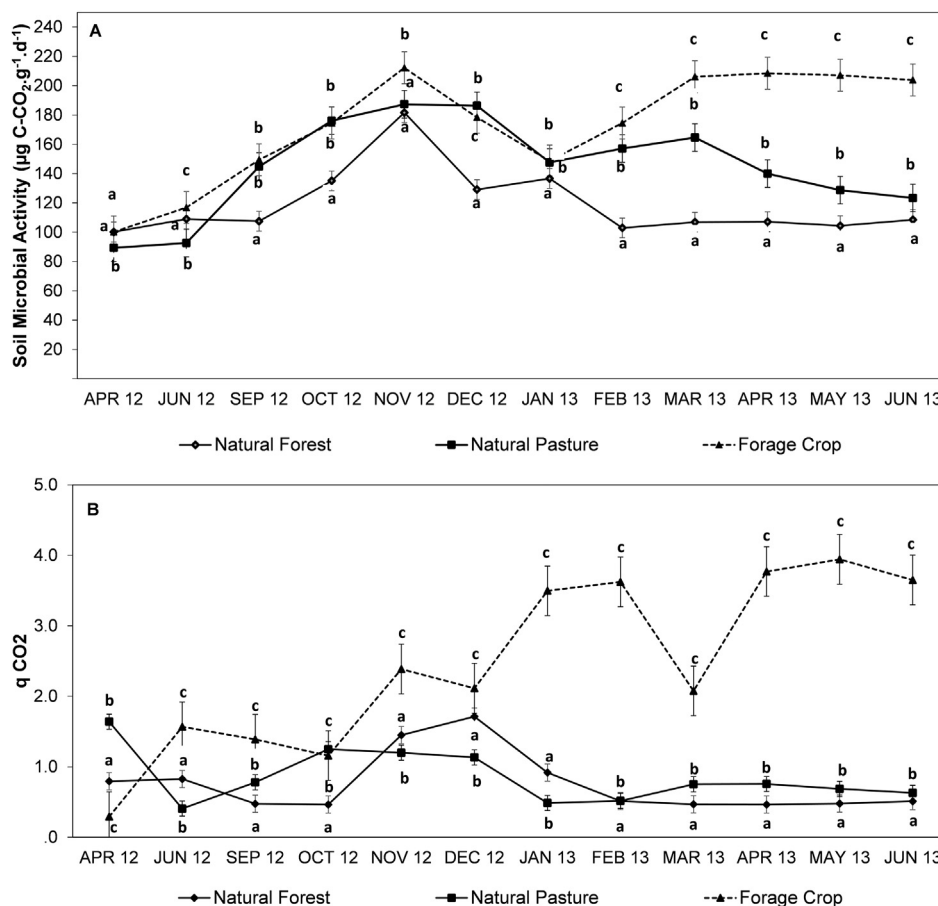 A
Soil Microbial Activity (µg C-CO₂.g⁻¹.d⁻¹)
240
220
200
180
160
140
120
100
80
60
40
20
a a b
c a b
b b a
b b a
b a a
b c a
b b a
c b a
c b a
c b a
c b a
c b a
APR 12 JUN 12 SEP 12 OCT 12 NOV 12 DEC 12 JAN 13 FEB 13 MAR 13 APR 13 MAY 13 JUN 13
Natural Forest Natural Pasture Forage Crop
B
q CO2
5.0
4.0
3.0
2.0
1.0
.0
b a c
c a b
c b a
c b a
c a b
c a b
c a b
c b a
c b a
c b a
c b a
c b a
APR 12 JUN 12 SEP 12 OCT 12 NOV 12 DEC 12 JAN 13 FEB 13 MAR 13 APR 13 MAY 13 JUN 13
Natural Forest Natural Pasture Forage Crop